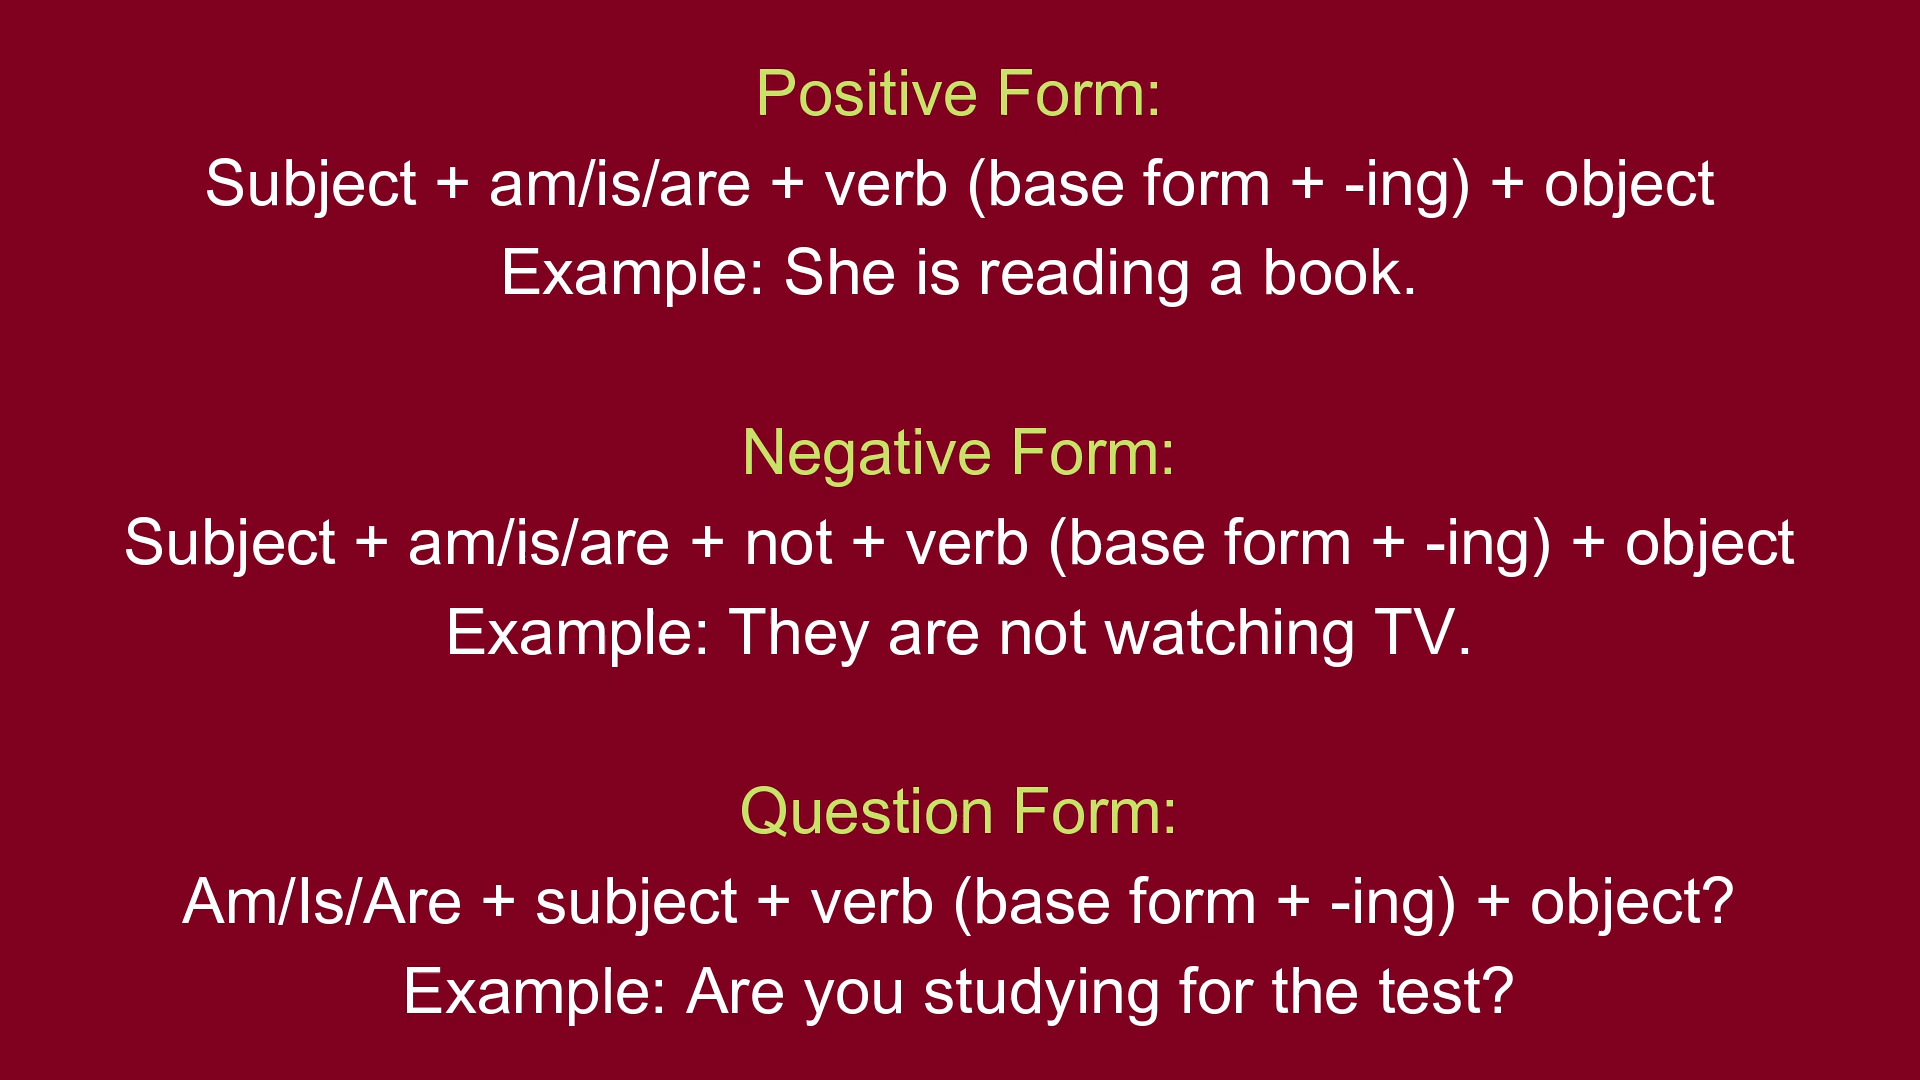 Positive Form:
Subject + am/is/are + verb (base form + -ing) + object
Example: She is reading a book.
Negative Form:
Subject + am/is/are + not + verb (base form + -ing) + object
Example: They are not watching TV.
Question Form:
Am/Is/Are + subject + verb (base form + -ing) + object?
Example: Are you studying for the test?